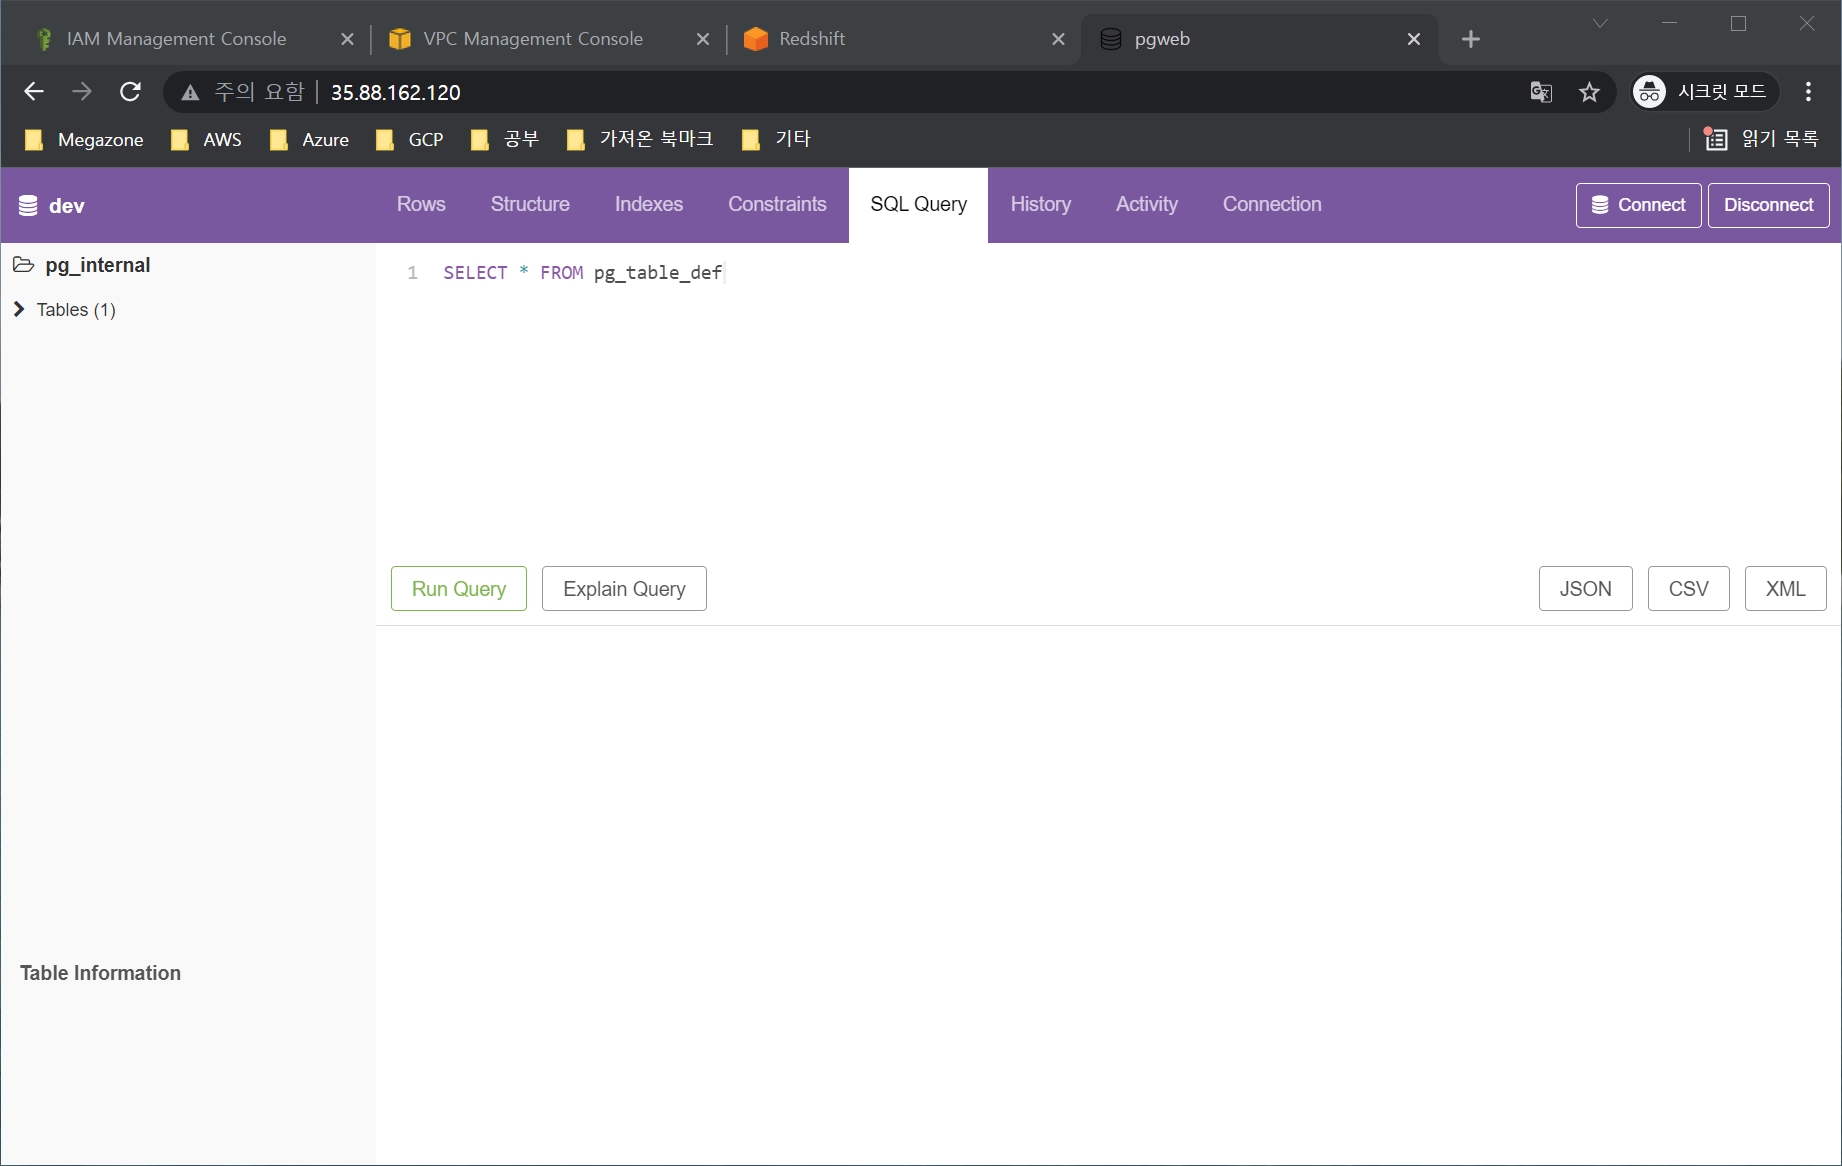 IAM Management Console
VPC Management Console
Redshift
pgweb
주의 요함
35.88.162.120
시크릿 모드
Megazone
AWS
Azure
GCP
공부
가져온 북마크
기타
읽기 목록
dev
Rows
Structure
Indexes
Constraints
SQL Query
History
Activity
Connection
Connect
Disconnect
pg_internal
Tables (1)
1 SELECT * FROM pg_table_def
Run Query
Explain Query
JSON
CSV
XML
Table Information